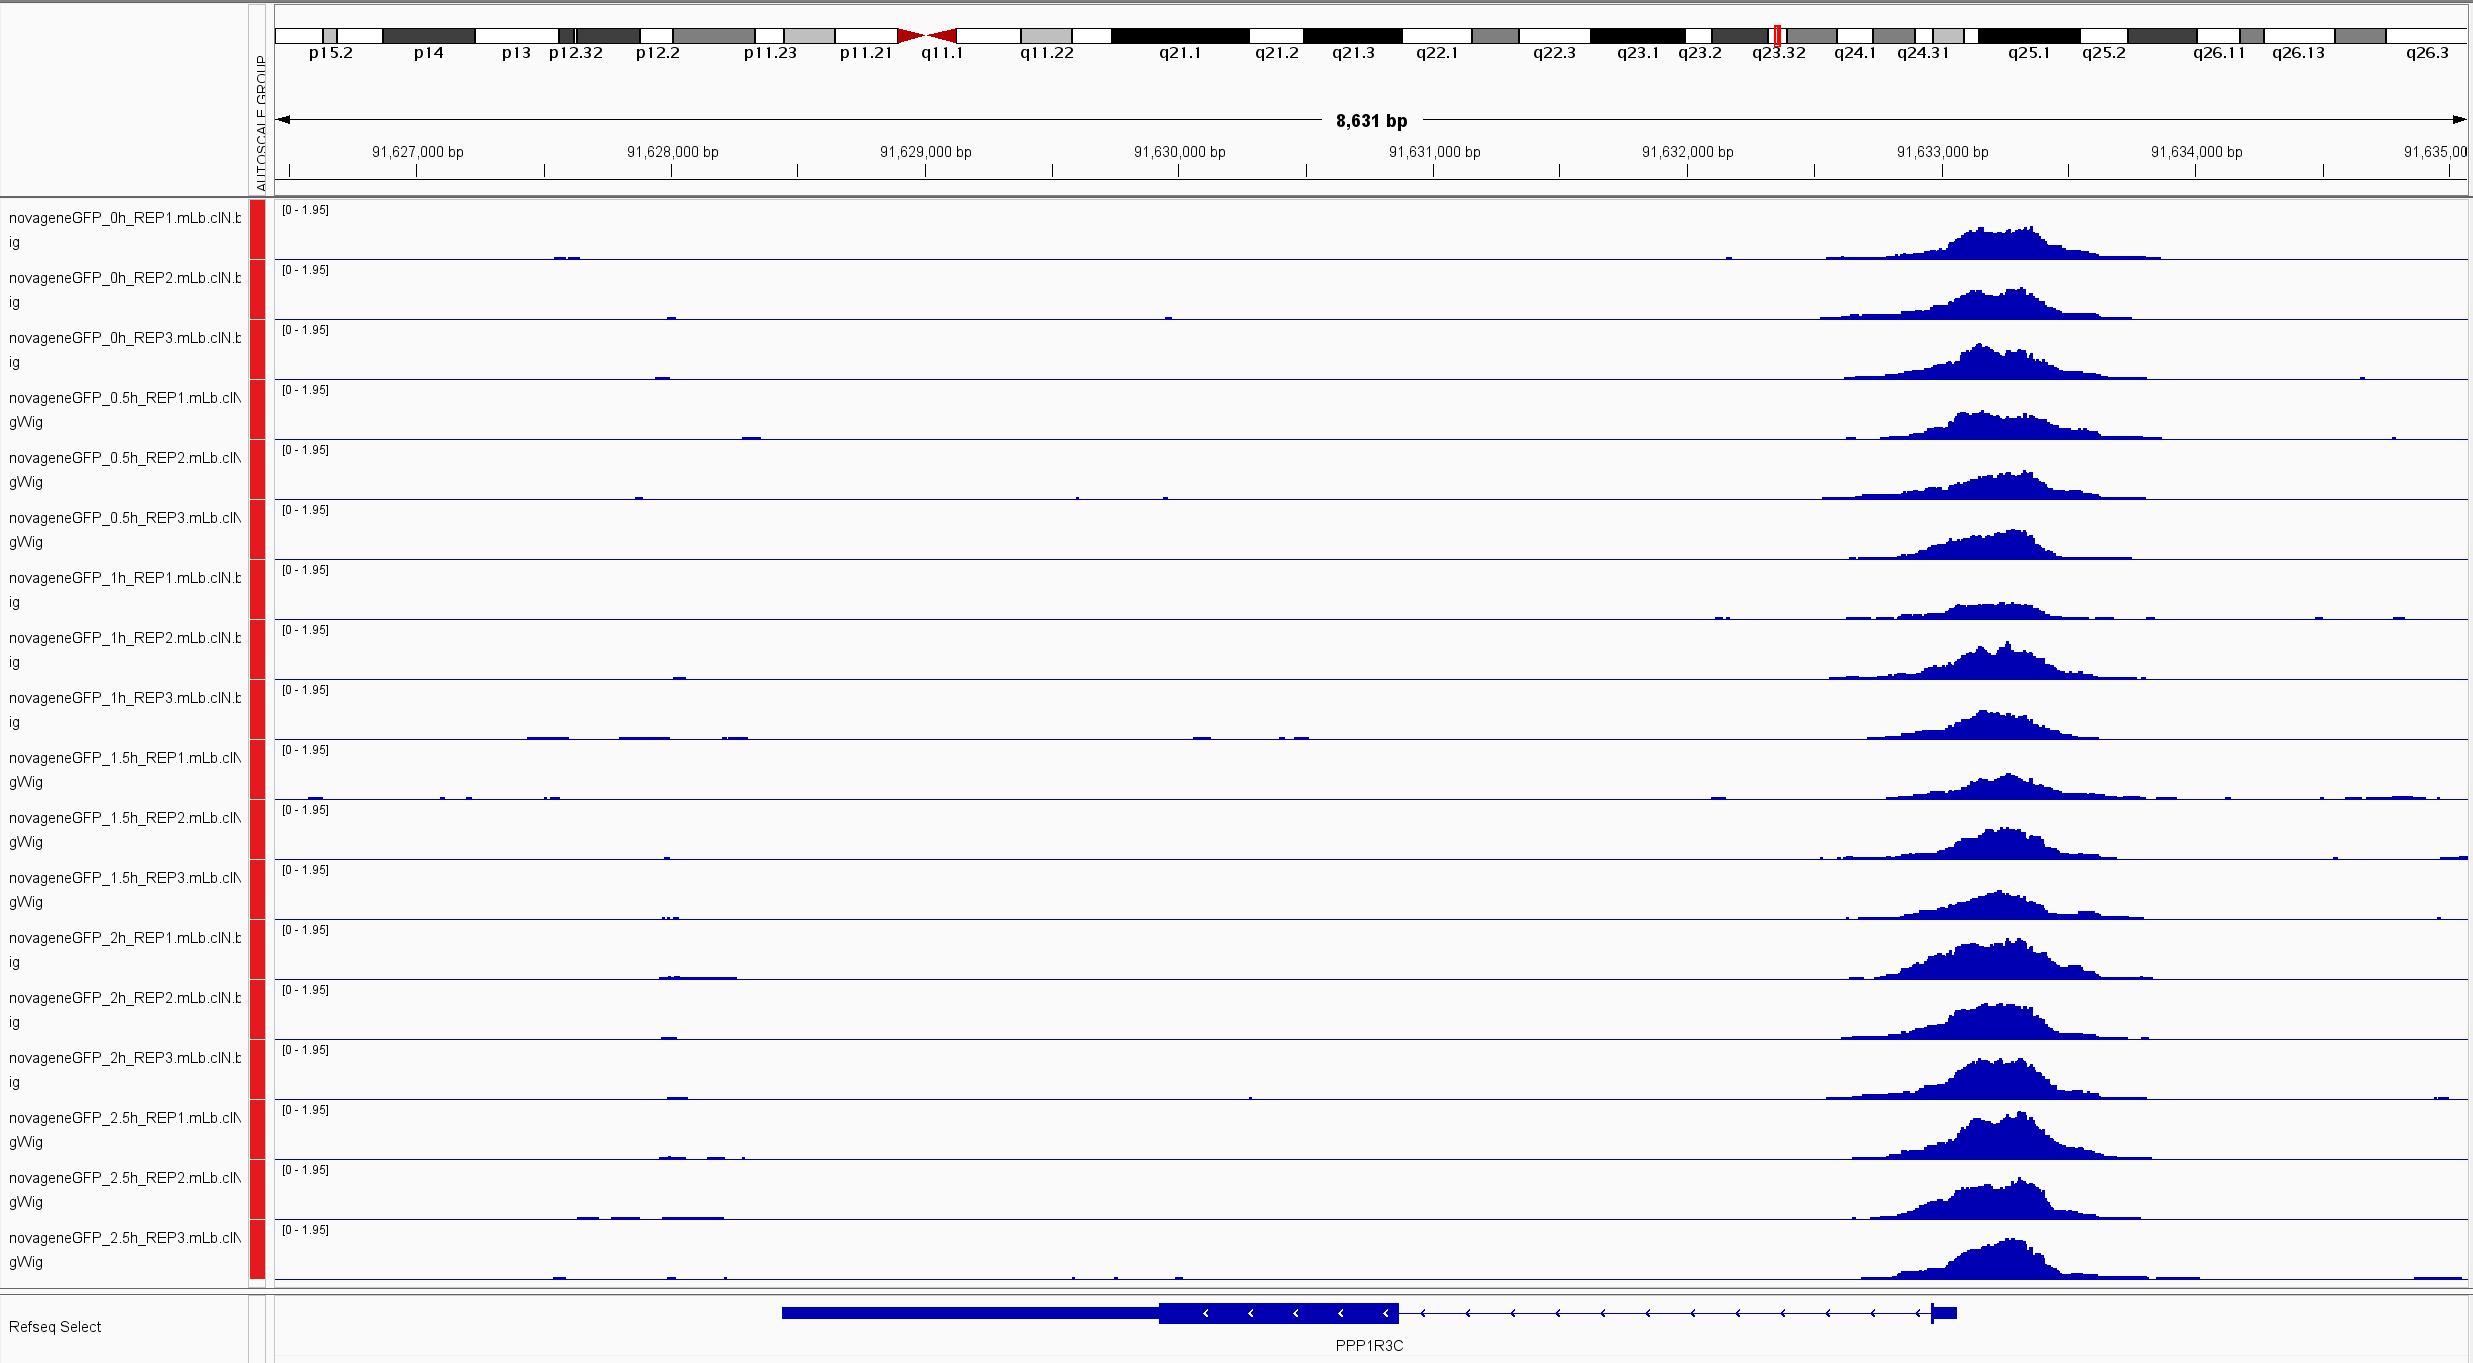 p15.2 p14 p13 p12.32 p12.2 p11.23 p11.21 q11.1 q11.22 q21.1 q21.2 q21.3 q22.1 q22.3 q23.1 q23.2 q23.32 q24.1 q24.31 q25.1 q25.2 q26.11 q26.13 q26.3
AUTOSCALE GROUP
8,631 bp
91,627,000 bp 91,628,000 bp 91,629,000 bp 91,630,000 bp 91,631,000 bp 91,632,000 bp 91,633,000 bp 91,634,000 bp 91,635,00
[0 - 1.95]
novageneGFP_0h_REP1.mLb.clN.b
ig
[0 - 1.95]
novageneGFP_0h_REP2.mLb.clN.b
ig
[0 - 1.95]
novageneGFP_0h_REP3.mLb.clN.b
ig
[0 - 1.95]
novageneGFP_0.5h_REP1.mLb.clN
gWig
[0 - 1.95]
novageneGFP_0.5h_REP2.mLb.clN
gWig
[0 - 1.95]
novageneGFP_0.5h_REP3.mLb.clN
gWig
[0 - 1.95]
novageneGFP_1h_REP1.mLb.clN.b
ig
[0 - 1.95]
novageneGFP_1h_REP2.mLb.clN.b
ig
[0 - 1.95]
novageneGFP_1h_REP3.mLb.clN.b
ig
[0 - 1.95]
novageneGFP_1.5h_REP1.mLb.clN
gWig
[0 - 1.95]
novageneGFP_1.5h_REP2.mLb.clN
gWig
[0 - 1.95]
novageneGFP_1.5h_REP3.mLb.clN
gWig
[0 - 1.95]
novageneGFP_2h_REP1.mLb.clN.b
ig
[0 - 1.95]
novageneGFP_2h_REP2.mLb.clN.b
ig
[0 - 1.95]
novageneGFP_2h_REP3.mLb.clN.b
ig
[0 - 1.95]
novageneGFP_2.5h_REP1.mLb.clN
gWig
[0 - 1.95]
novageneGFP_2.5h_REP2.mLb.clN
gWig
[0 - 1.95]
novageneGFP_2.5h_REP3.mLb.clN
gWig
Refseq Select
PPP1R3C